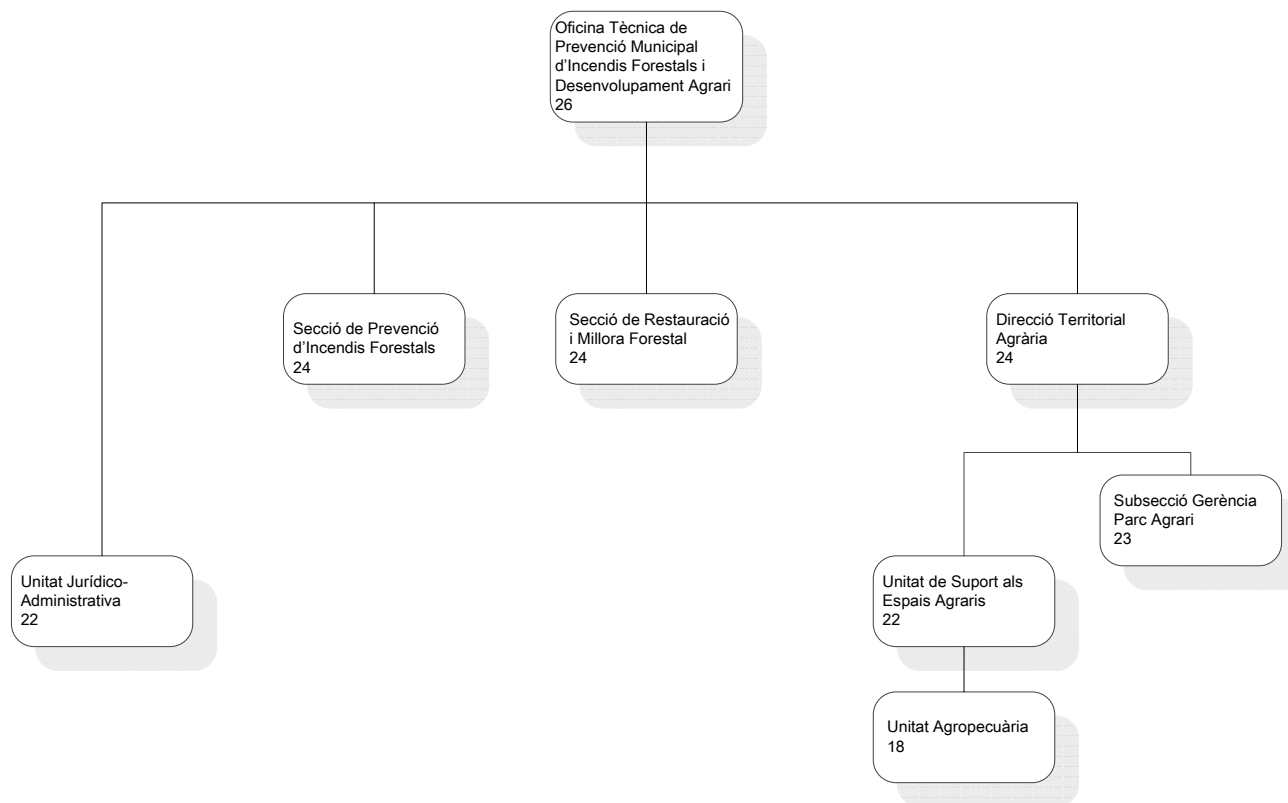 Oficina Tècnica de
Prevenció Municipal
d’Incendis Forestals i
Desenvolupament Agrari
26
Secció de Prevenció
d’Incendis Forestals
24
Secció de Restauració
i Millora Forestal
24
Direcció Territorial
Agrària
24
Subsecció Gerència
Parc Agrari
23
Unitat Jurídico-
Administrativa
22
Unitat de Suport als
Espais Agraris
22
Unitat Agropecuària
18